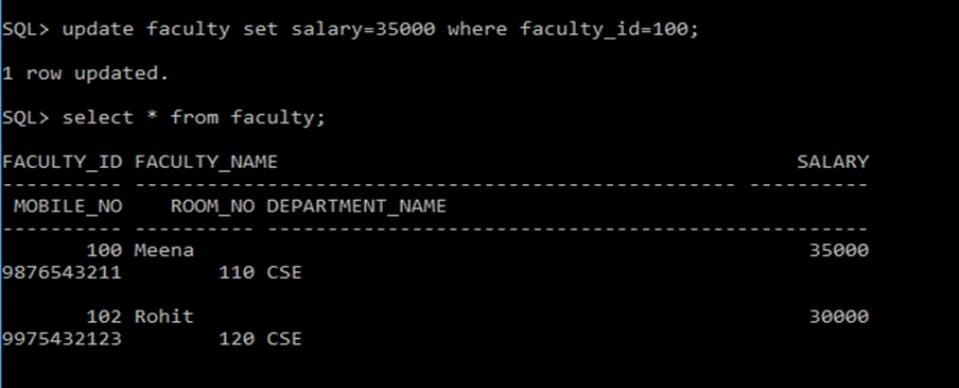 SQL> update faculty set salary=35000 where faculty_id=100;
1 row updated.
SQL> select * from faculty;
FACULTY_ID FACULTY_NAME                                           SALARY
---------- -------------------------------------------------- ----------
 MOBILE_NO    ROOM_NO DEPARTMENT_NAME
---------- ---------- --------------------------------------------------
       100 Meena                                                   35000
9876543211        110 CSE
       102 Rohit                                                   30000
9975432123        120 CSE